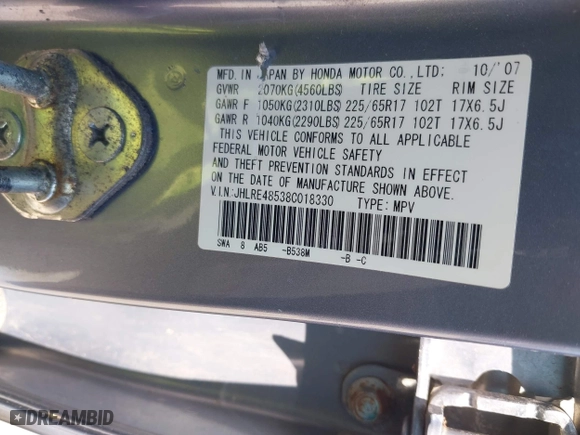 MFD. IN JAPAN BY HONDA MOTOR CO., LTD: 10/'07
GVWR 2070KG(4560LBS) TIRE SIZE RIM SIZE
GAWR F 1050KG(2310LBS) 225/65R17 102T 17X6.5J
GAWR R 1040KG(2290LBS) 225/65R17 102T 17X6.5J
THIS VEHICLE CONFORMS TO ALL APPLICABLE
FEDERAL MOTOR VEHICLE SAFETY
AND THEFT PREVENTION STANDARDS IN EFFECT
ON THE DATE OF MANUFACTURE SHOWN ABOVE.
V.I.N:JHLRE48538C018330 TYPE: MPV
SWA 8 AB5 -B538M -B -C
DREAMBID